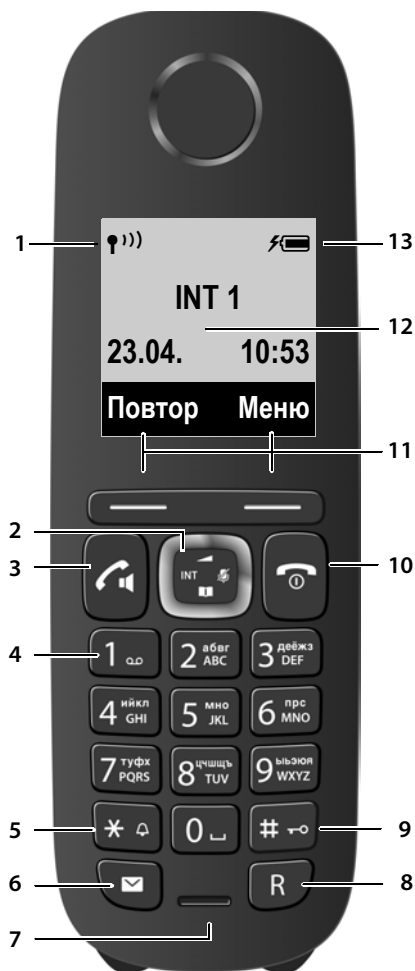 1
13
INT 1
12
23.04. 10:53
Повтор Меню
11
2
3
INT
10
4
1
2 абвг ABC
3 деёжз DEF
4 ийкл GHI
5 мно JKL
6 прс MNO
7 туфх PQRS
8 цчшщъ TUV
9 ыьэюя WXYZ
5
*
0
#
9
6
R
8
7